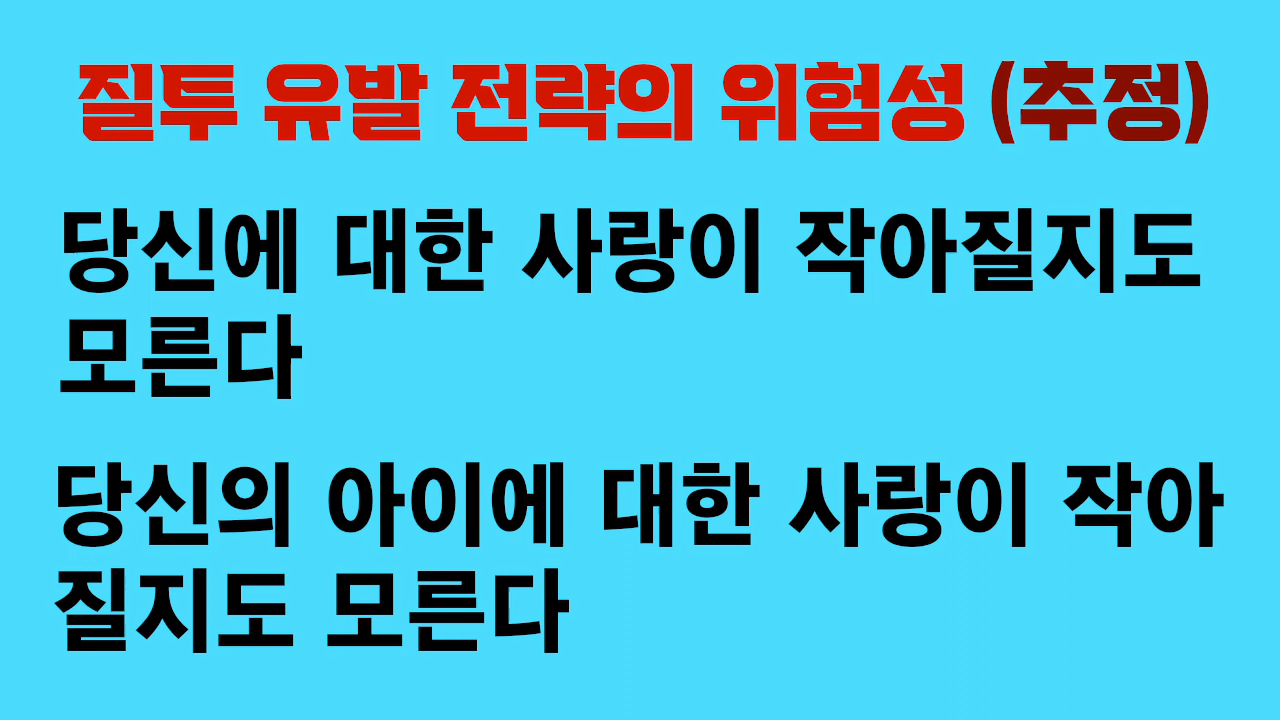 질투 유발 전략의 위험성 (추정)
당신에 대한 사랑이 작아질지도
모른다
당신의 아이에 대한 사랑이 작아
질지도 모른다